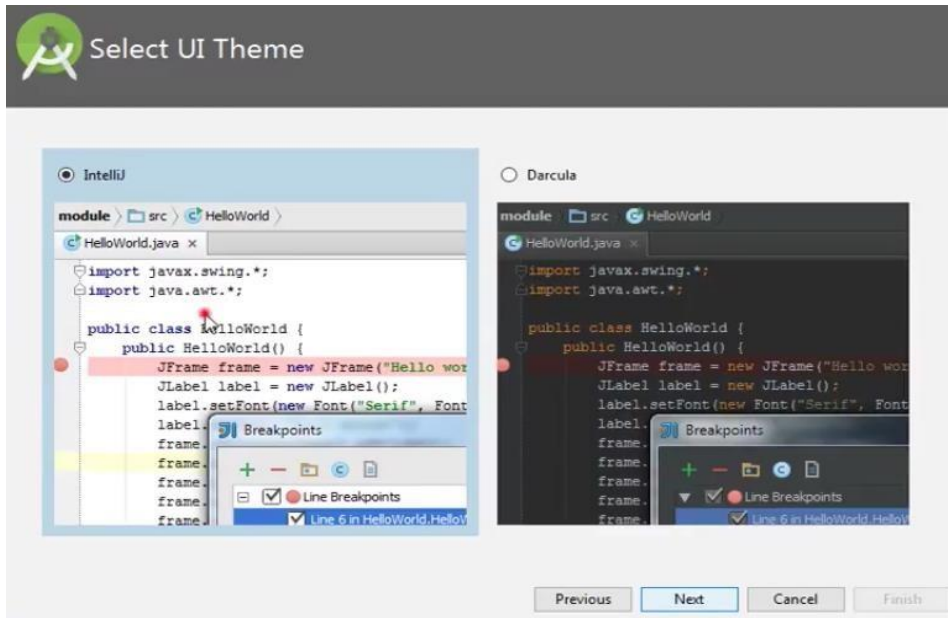 Select UI Theme
IntelliJ
module src HelloWorld
HelloWorld.java ×
import javax.swing.*;
import java.awt.*;
public class HelloWorld {
public HelloWorld() {
JFrame frame = new JFrame("Hello wor
JLabel label = new JLabel();
label.setFont(new Font("Serif", Font
label.
frame.
frame.
frame.
frame.
Breakpoints
Line Breakpoints
Line 6 in HelloWorld.HelloW
Darcula
module src HelloWorld
HelloWorld.java ×
import javax.swing.*;
import java.awt.*;
public class HelloWorld {
public HelloWorld() {
JFrame frame = new JFrame("Hello wor
JLabel label = new JLabel();
label.setFont(new Font("Serif", Font
label.
frame.
frame.
frame.
frame.
Breakpoints
Line Breakpoints
Line 6 in HelloWorld.HelloW
Previous Next Cancel Finish